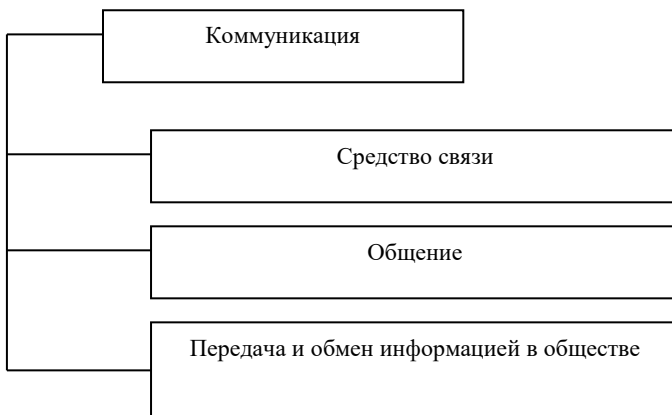 Коммуникация
Средство связи
Общение
Передача и обмен информацией в обществе